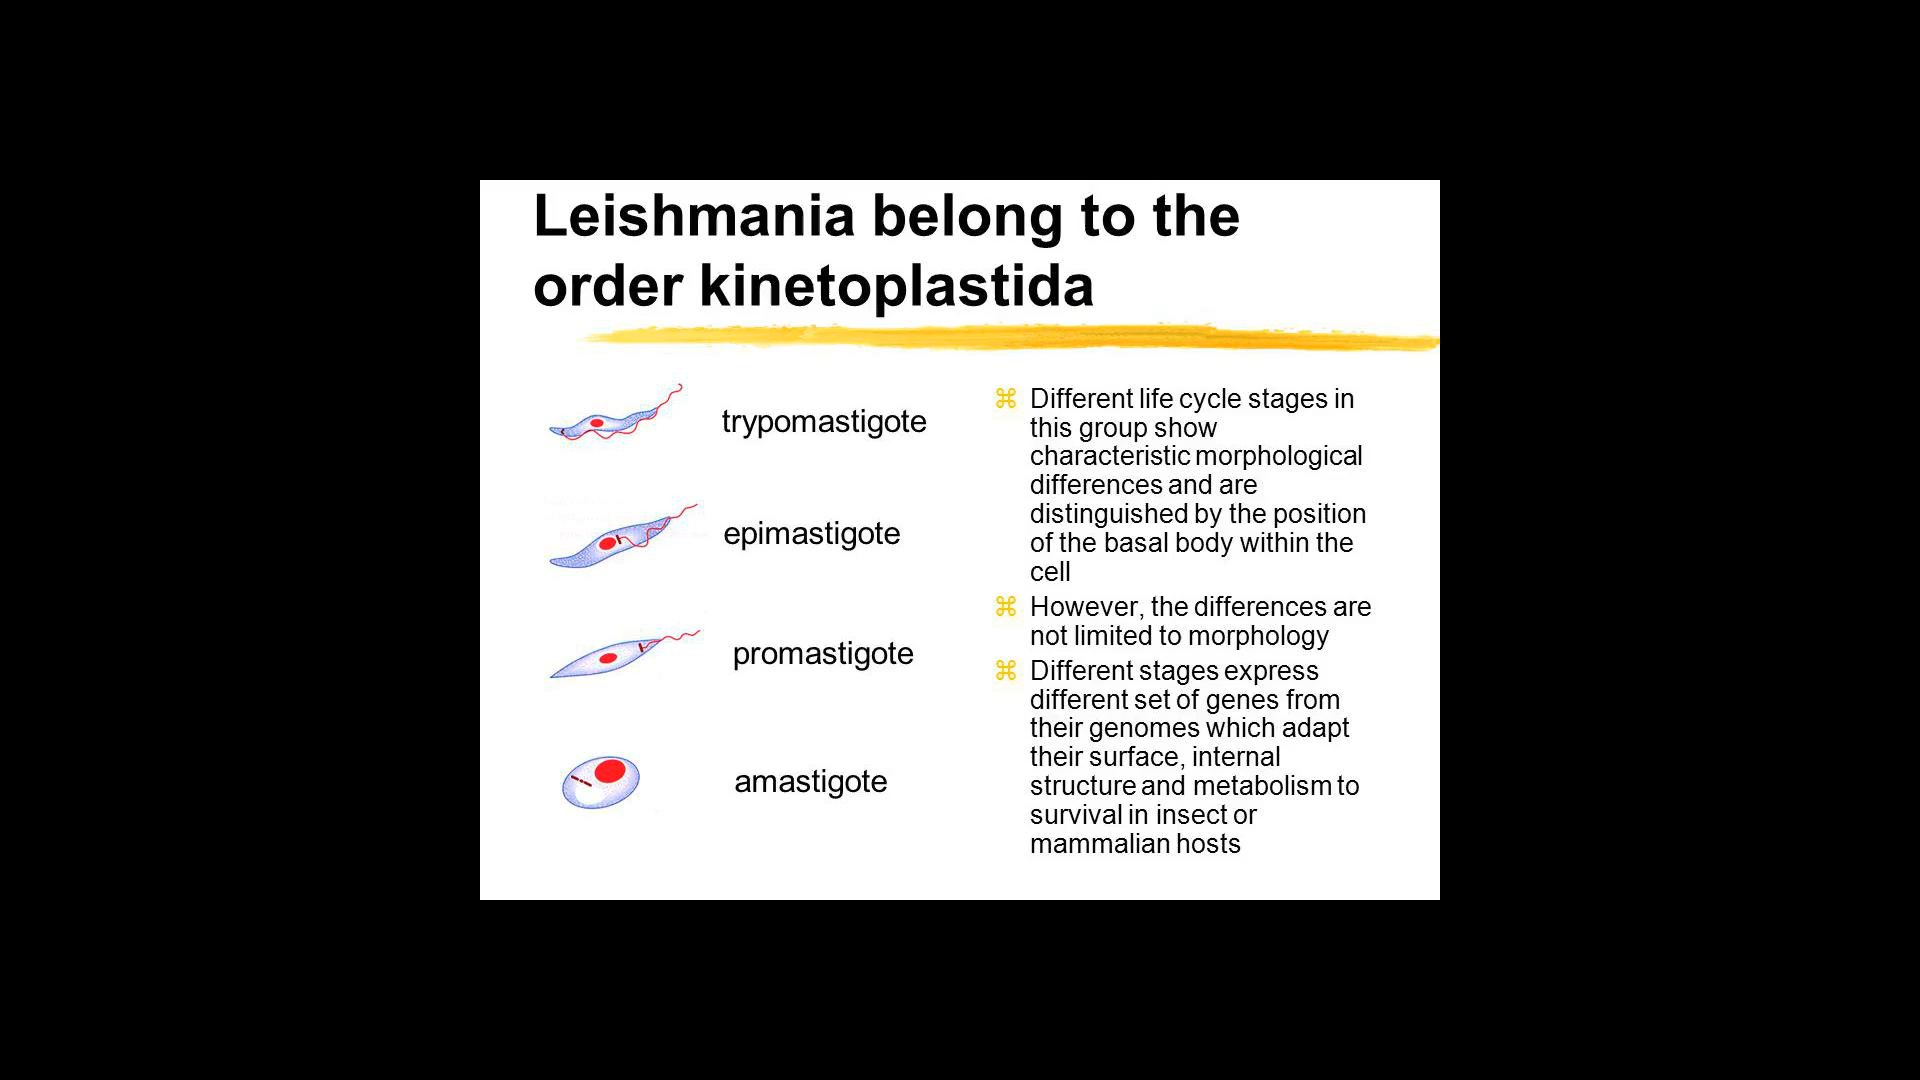 Leishmania belong to the
order kinetoplastida
trypomastigote
epimastigote
promastigote
amastigote
Different life cycle stages in
this group show
characteristic morphological
differences and are
distinguished by the position
of the basal body within the
cell
However, the differences are
not limited to morphology
Different stages express
different set of genes from
their genomes which adapt
their surface, internal
structure and metabolism to
survival in insect or
mammalian hosts